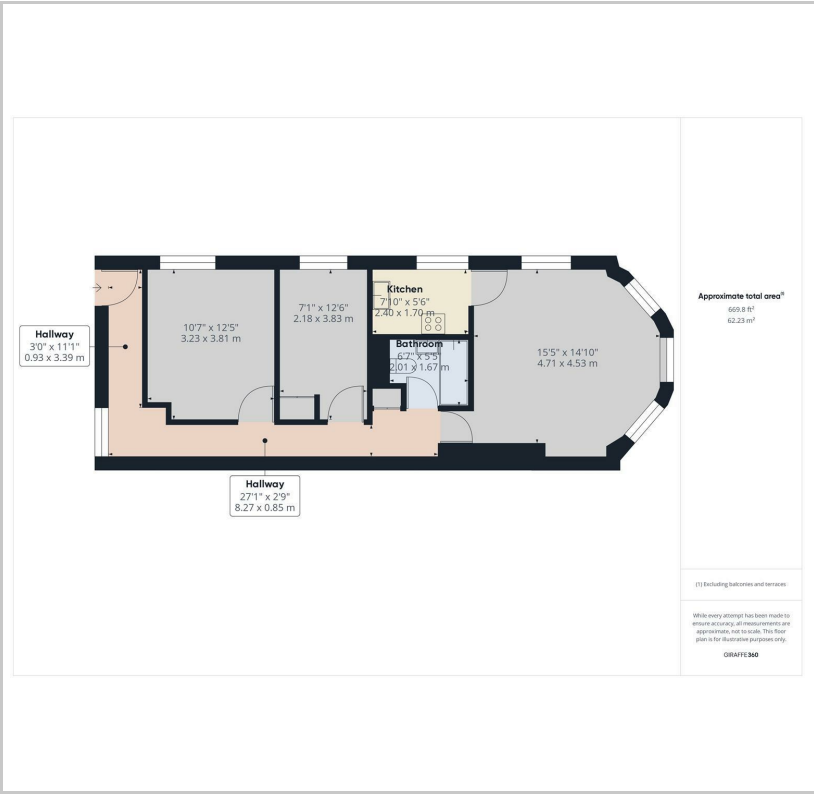 Hallway
3'0" x 11'1"
0.93 x 3.39 m
10'7" x 12'5"
3.23 x 3.81 m
7'1" x 12'6"
2.18 x 3.83 m
Kitchen
7'10" x 5'6"
2.40 x 1.70 m
Bathroom
6'7" x 5'5"
2.01 x 1.67 m
15'5" x 14'10"
4.71 x 4.53 m
Hallway
27'1" x 2'9"
8.27 x 0.85 m
Approximate total area(1)
669.8 ft²
62.23 m²
(1) Excluding balconies and terraces
While every attempt has been made to
ensure accuracy, all measurements are
approximate, not to scale. This floor
plan is for illustrative purposes only.
GIRAFFE360